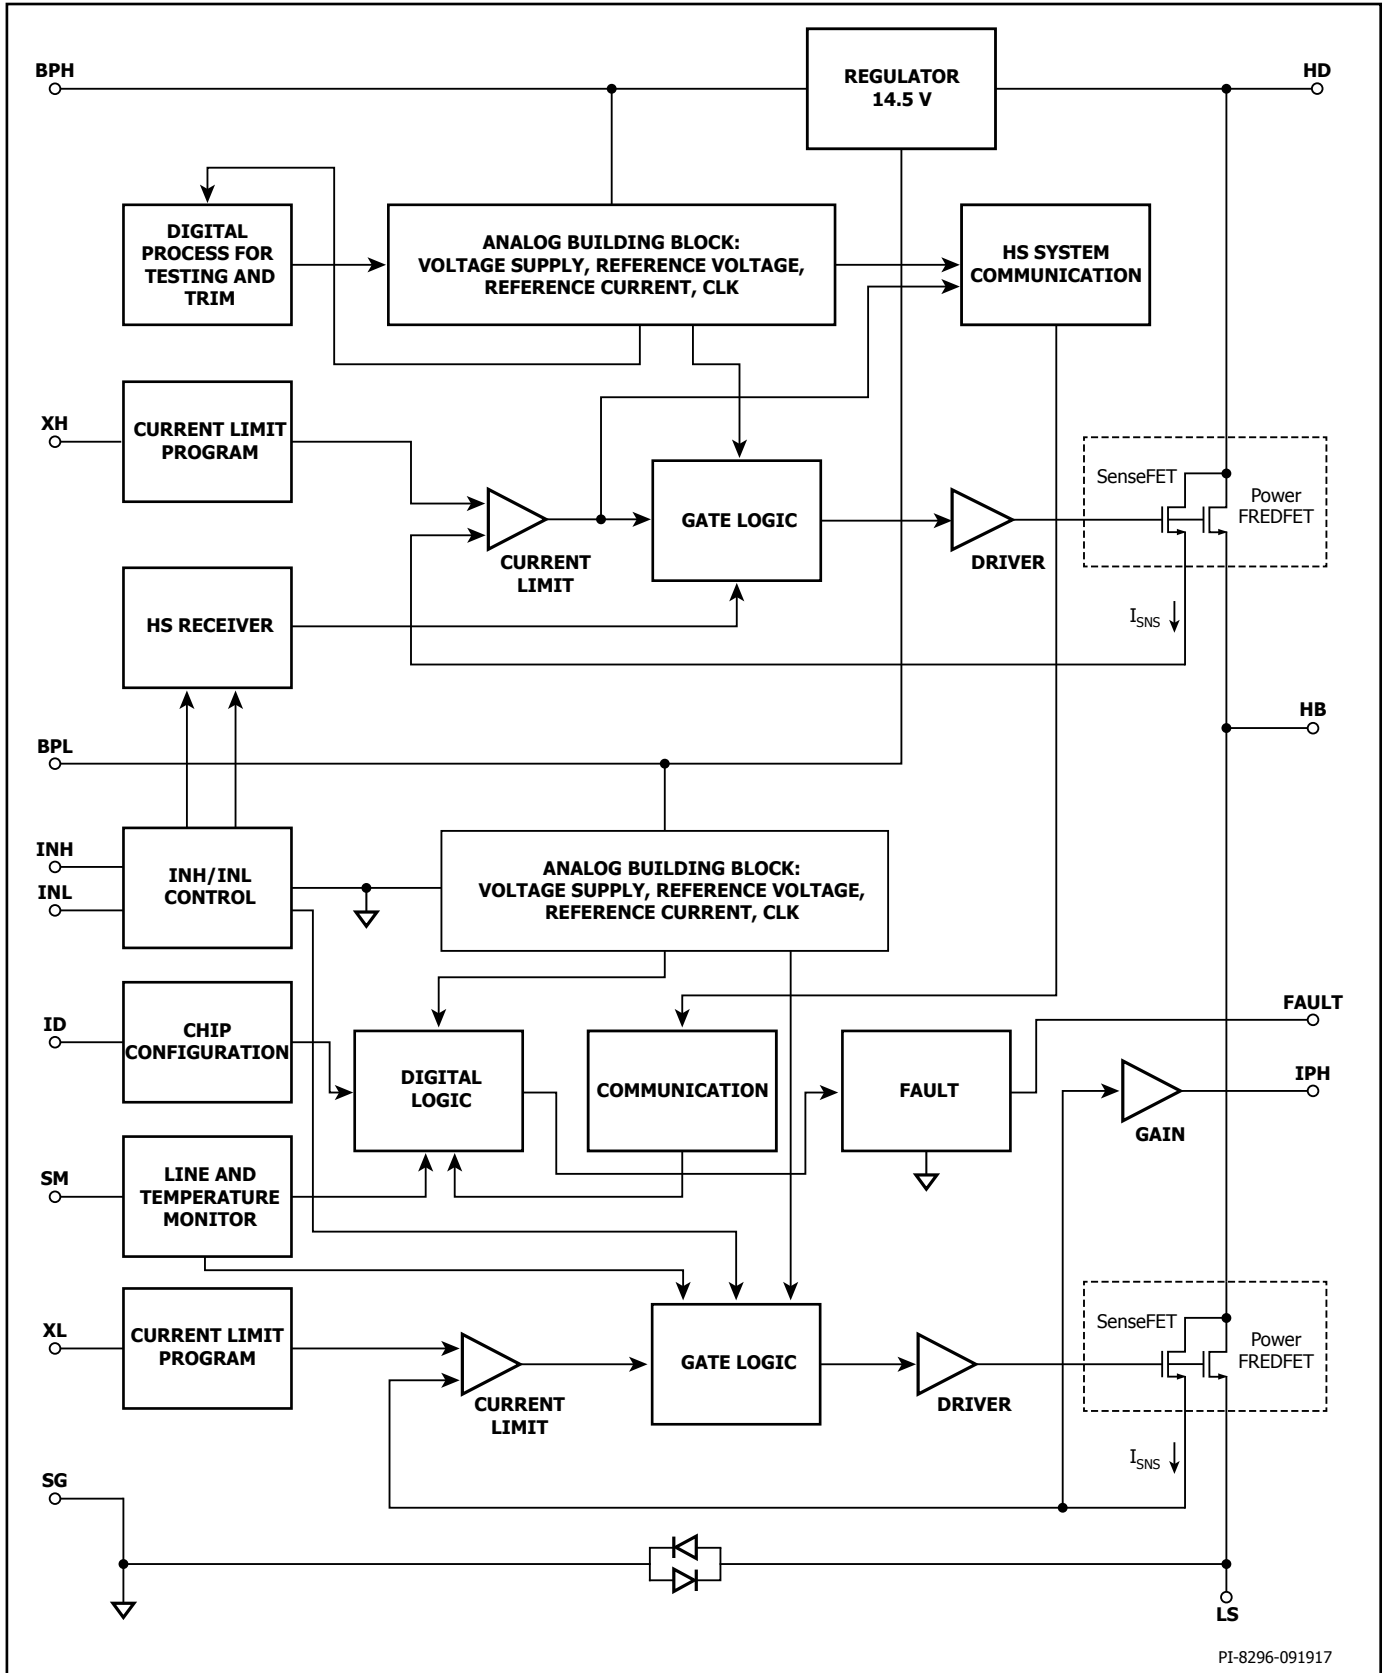 BPH
REGULATOR
14.5 V
HD
DIGITAL
PROCESS FOR
TESTING AND
TRIM
ANALOG BUILDING BLOCK:
VOLTAGE SUPPLY, REFERENCE VOLTAGE,
REFERENCE CURRENT, CLK
HS SYSTEM
COMMUNICATION
XH
CURRENT LIMIT
PROGRAM
CURRENT
LIMIT
GATE LOGIC
DRIVER
SenseFET
Power
FREDFET
HS RECEIVER
ISNS
HB
BPL
INH
INL
INH/INL
CONTROL
ANALOG BUILDING BLOCK:
VOLTAGE SUPPLY, REFERENCE VOLTAGE,
REFERENCE CURRENT, CLK
ID
CHIP
CONFIGURATION
DIGITAL
LOGIC
COMMUNICATION
FAULT
FAULT
IPH
GAIN
SM
LINE AND
TEMPERATURE
MONITOR
XL
CURRENT LIMIT
PROGRAM
CURRENT
LIMIT
GATE LOGIC
DRIVER
SenseFET
Power
FREDFET
ISNS
SG
LS
PI-8296-091917